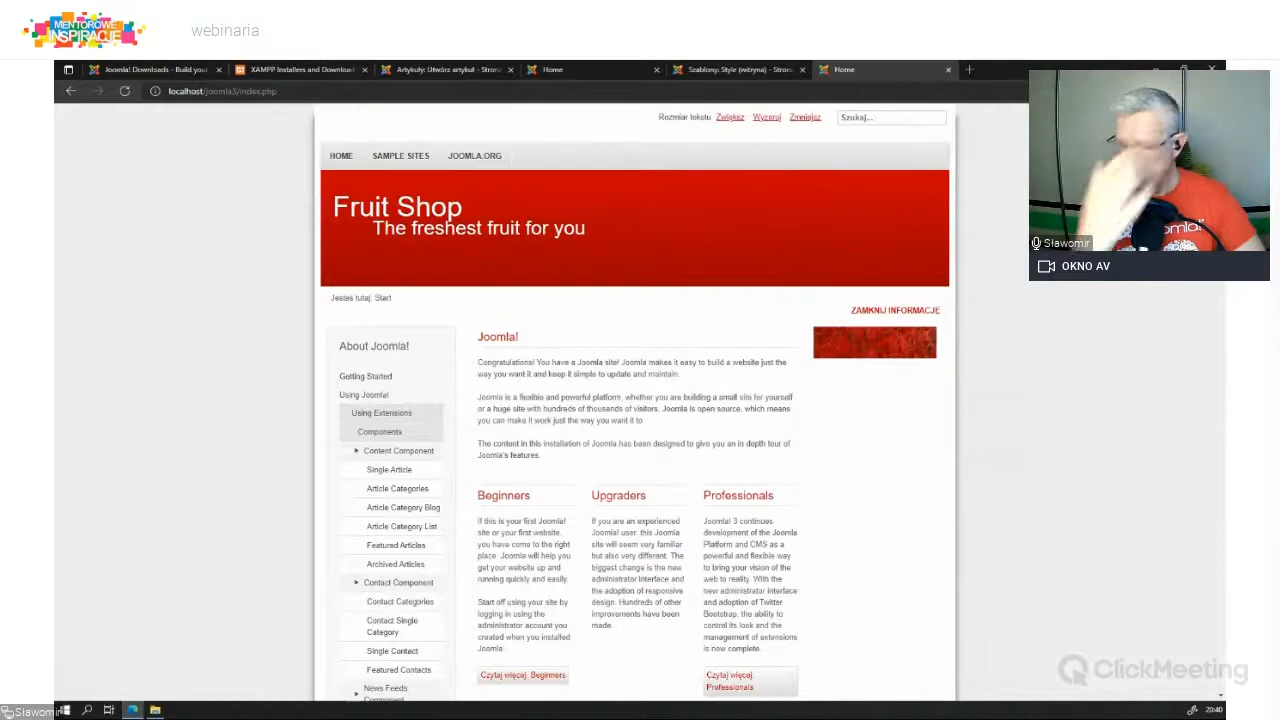 MENTOROWE
INSPIRACJE
webinaria
Joomla! Downloads - Build your
XAMPP Installers and Download
Artykuły: Utwórz artykuł - Strona
Home
Szablony: Style (witryna) - Strona
Home
localhost/joomla3/index.php
Rozmiar tekstu Zwiększ Wyzeruj Zmniejsz Szukaj...
HOME SAMPLE SITES JOOMLA.ORG
Fruit Shop
The freshest fruit for you
Sławomir
OKNO AV
Jesteś tutaj: Start
ZAMKNIJ INFORMACJE
About Joomla!
Getting Started
Using Joomla!
Using Extensions
Components
Content Component
Single Article
Article Categories
Article Category Blog
Article Category List
Featured Articles
Archived Articles
Contact Component
Contact Categories
Contact Single
Category
Single Contact
Featured Contacts
News Feeds
Component
Joomla!
Congratulations! You have a Joomla site! Joomla makes it easy to build a website just the
way you want it and keep it simple to update and maintain.
Joomla is a flexible and powerful platform, whether you are building a small site for yourself
or a huge site with hundreds of thousands of visitors. Joomla is open source, which means
you can make it work just the way you want it to.
The content in this installation of Joomla has been designed to give you an in depth tour of
Joomla's features.
Beginners
If this is your first Joomla!
site or your first website,
you have come to the right
place. Joomla will help you
get your website up and
running quickly and easily.
Start off using your site by
logging in using the
administrator account you
created when you installed
Joomla.
Czytaj więcej: Beginners
Upgraders
If you are an experienced
Joomla! user, this Joomla
site will seem very familiar
but also very different. The
biggest change is the new
administrator interface and
the adoption of responsive
design. Hundreds of other
improvements have been
made.
Professionals
Joomla! 3 continues
development of the Joomla
Platform and CMS as a
powerful and flexible way
to bring your vision of the
web to reality. With the
new administrator interface
and adoption of Twitter
Bootstrap, the ability to
control its look and the
management of extensions
is now complete.
Czytaj więcej:
Professionals
ClickMeeting
Sławomir
20:40